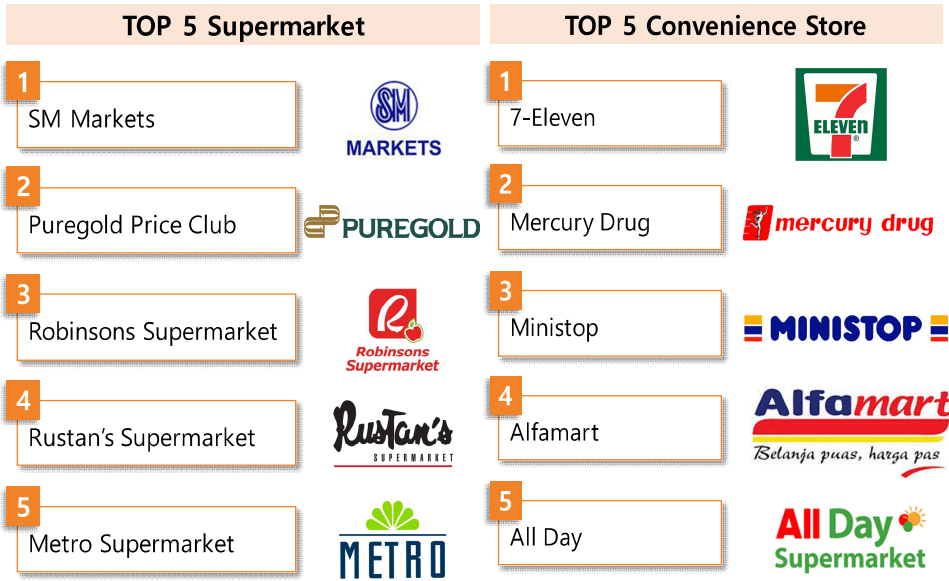 TOP 5 Supermarket
1
SM Markets
SM
MARKETS
2
Puregold Price Club
PUREGOLD
3
Robinsons Supermarket
R
Robinsons
Supermarket
4
Rustan's Supermarket
Rustan's
SUPERMARKET
5
Metro Supermarket
METRO
TOP 5 Convenience Store
1
7-Eleven
7
ELEVEN
®
2
Mercury Drug
mercury drug
3
Ministop
MINISTOP
4
Alfamart
Alfamart
Belanja puas, harga pas
5
All Day
All Day
Supermarket